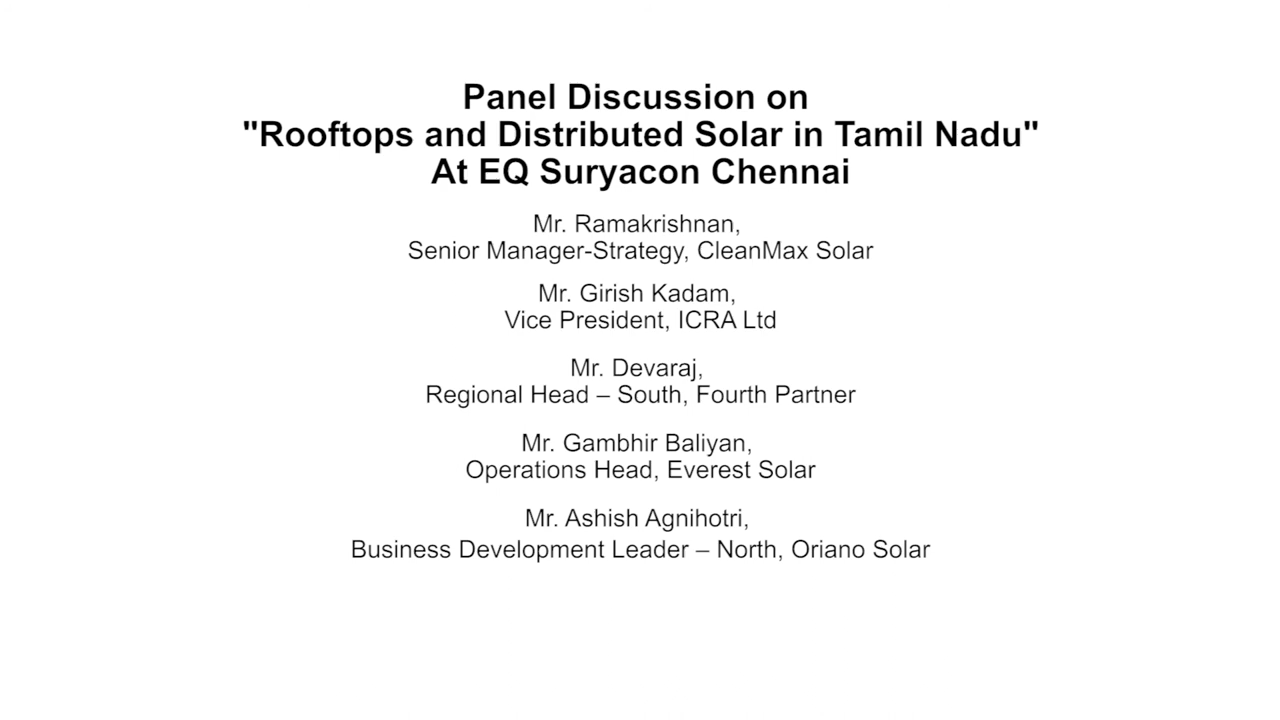 Panel Discussion on
"Rooftops and Distributed Solar in Tamil Nadu"
At EQ Suryacon Chennai
Mr. Ramakrishnan,
Senior Manager-Strategy, CleanMax Solar
Mr. Girish Kadam,
Vice President, ICRA Ltd
Mr. Devaraj,
Regional Head – South, Fourth Partner
Mr. Gambhir Baliyan,
Operations Head, Everest Solar
Mr. Ashish Agnihotri,
Business Development Leader – North, Oriano Solar